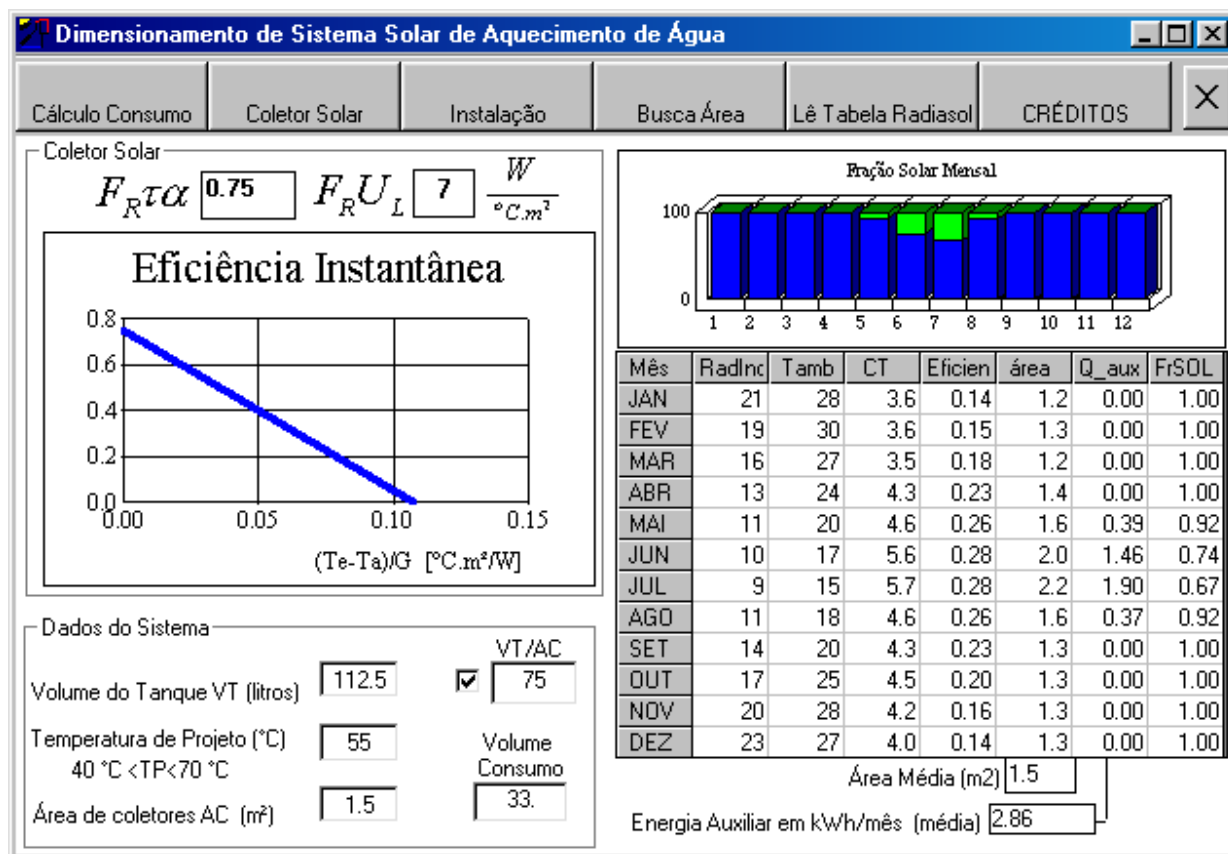 Dimensionamento de Sistema Solar de Aquecimento de Água
Cálculo Consumo Coletor Solar Instalação Busca Área Lê Tabela Radiasol CRÉDITOS X
Coletor Solar
F_R τα 0.75 F_R U_L 7 W/°C.m²
Eficiência Instantânea
0.8
0.6
0.4
0.2
0.0
0.00 0.05 0.10 0.15
(Te-Ta)/G [°C.m²/W]
Dados do Sistema
VT/AC
Volume do Tanque VT (litros) 112.5 75
Temperatura de Projeto (°C) 55
40 °C <TP<70 °C
Volume
Consumo
33.
Área de coletores AC (m²) 1.5
Fração Solar Mensal
100
0
1 2 3 4 5 6 7 8 9 10 11 12
Mês RadInc Tamb CT Eficien área Q_aux FrSOL
JAN 21 28 3.6 0.14 1.2 0.00 1.00
FEV 19 30 3.6 0.15 1.3 0.00 1.00
MAR 16 27 3.5 0.18 1.2 0.00 1.00
ABR 13 24 4.3 0.23 1.4 0.00 1.00
MAI 11 20 4.6 0.26 1.6 0.39 0.92
JUN 10 17 5.6 0.28 2.0 1.46 0.74
JUL 9 15 5.7 0.28 2.2 1.90 0.67
AGO 11 18 4.6 0.26 1.6 0.37 0.92
SET 14 20 4.3 0.23 1.3 0.00 1.00
OUT 17 25 4.5 0.20 1.3 0.00 1.00
NOV 20 28 4.2 0.16 1.3 0.00 1.00
DEZ 23 27 4.0 0.14 1.3 0.00 1.00
Área Média (m2) 1.5
Energia Auxiliar em kWh/mês (média) 2.86